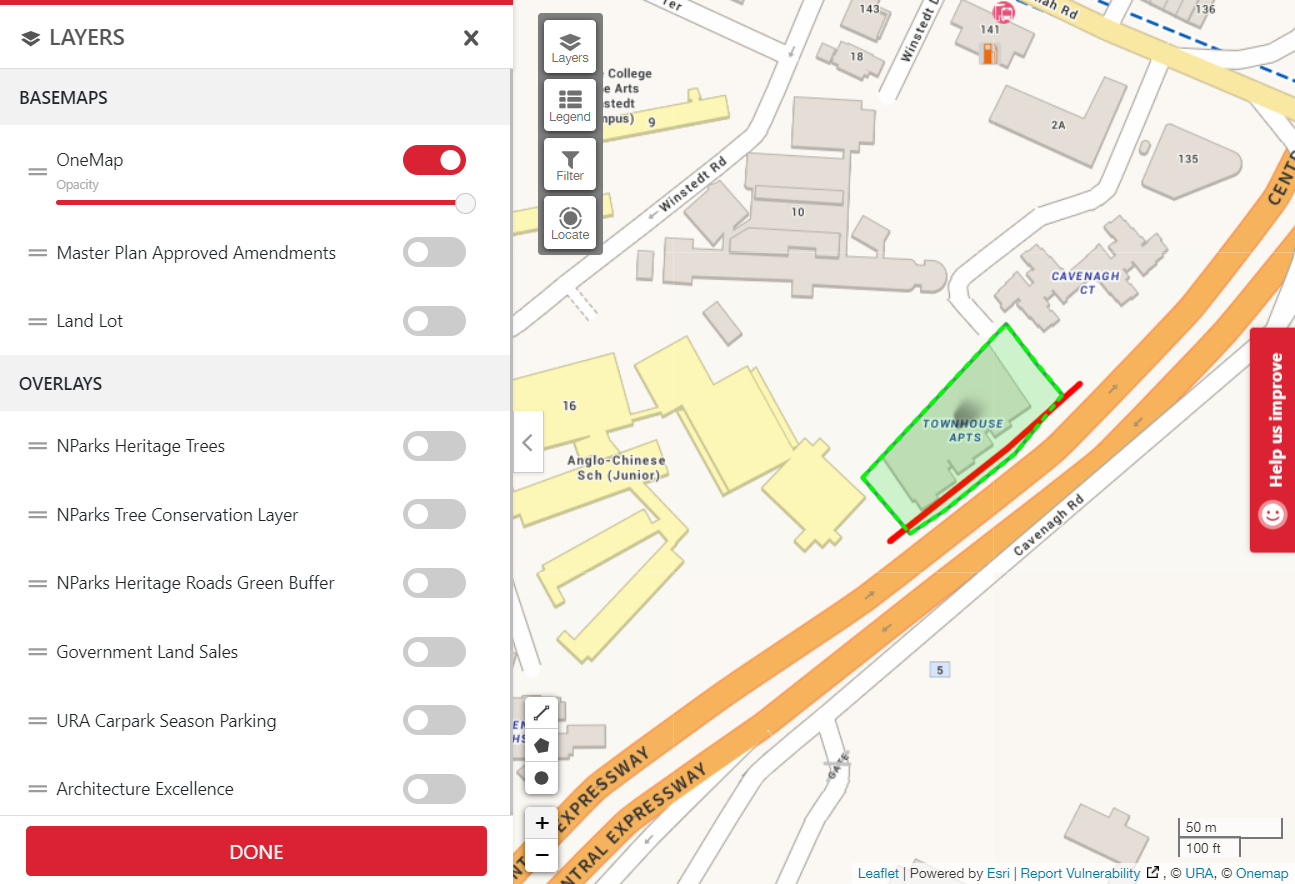 LAYERS
BASEMAPS
OneMap
Opacity
Master Plan Approved Amendments
Land Lot
OVERLAYS
NParks Heritage Trees
NParks Tree Conservation Layer
NParks Heritage Roads Green Buffer
Government Land Sales
URA Carpark Season Parking
Architecture Excellence
DONE
Layers
Legend
Filter
Locate
College
Arts
143
18
141
136
Winstedt
9
2A
135
Winstedt Rd
10
CAVENAGH
CT
16
Anglo-Chinese
Sch (Junior)
TOWNHOUSE
APTS
Cavenagh Rd
5
GATE
EXPRESSWAY
CENTRAL EXPRESSWAY
Help us improve
+
−
50 m
100 ft
Leaflet | Powered by Esri | Report Vulnerability , © URA, © Onemap